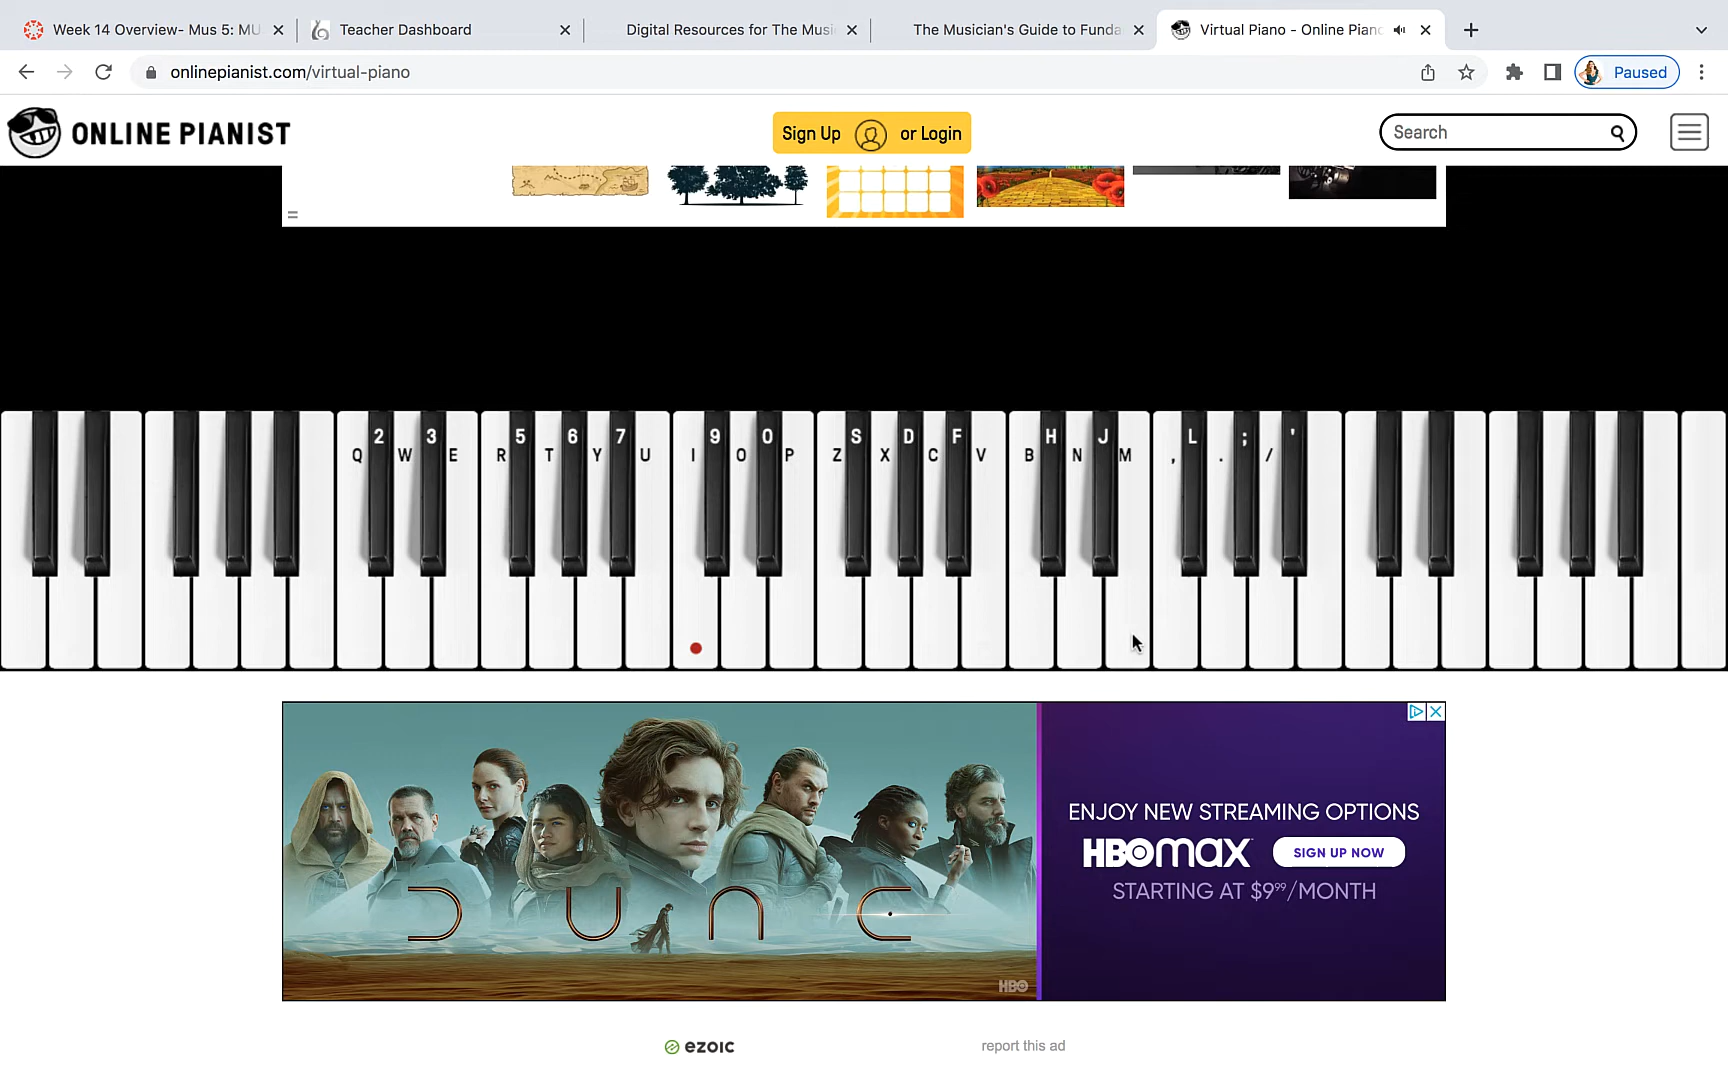 Week 14 Overview- Mus 5: MU
Teacher Dashboard
Digital Resources for The Musi
The Musician's Guide to Funda
Virtual Piano - Online Piano
onlinepianist.com/virtual-piano
Paused
ONLINE PIANIST
Sign Up or Login
Search
2 3 5 6 7 9 0 S D F H J L ; '
Q W E R T Y U I O P Z X C V B N M , . /
DUNE
HBO
ENJOY NEW STREAMING OPTIONS
HBOmax SIGN UP NOW
STARTING AT $9.99/MONTH
ezoic
report this ad